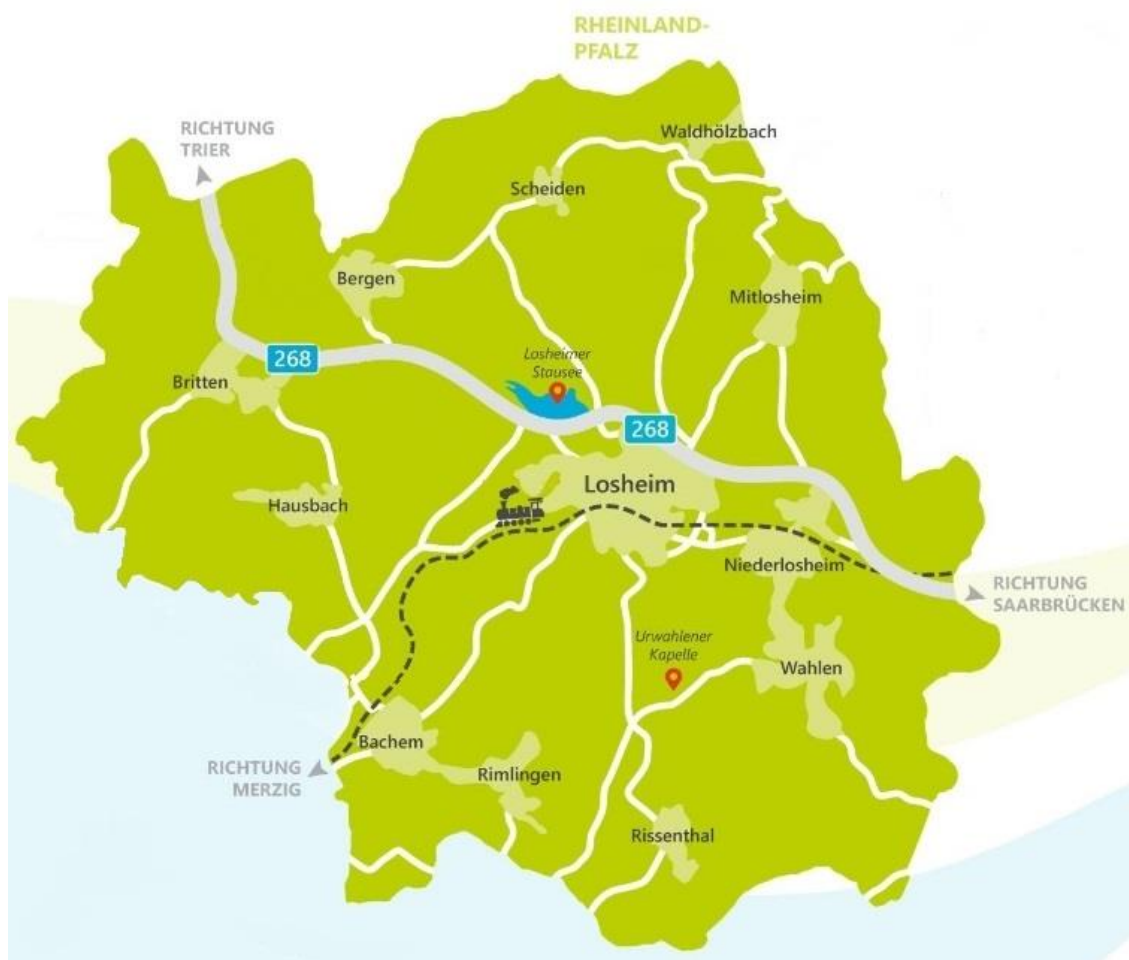 RHEINLAND-
PFALZ
RICHTUNG
TRIER
Waldhölzbach
Scheiden
Bergen
Mitlosheim
268
Losheimer
Stausee
Britten
268
Losheim
Hausbach
Niederlosheim
RICHTUNG
SAARBRÜCKEN
Urwahlener
Kapelle
Wahlen
Bachem
RICHTUNG
MERZIG
Rimlingen
Rissenthal